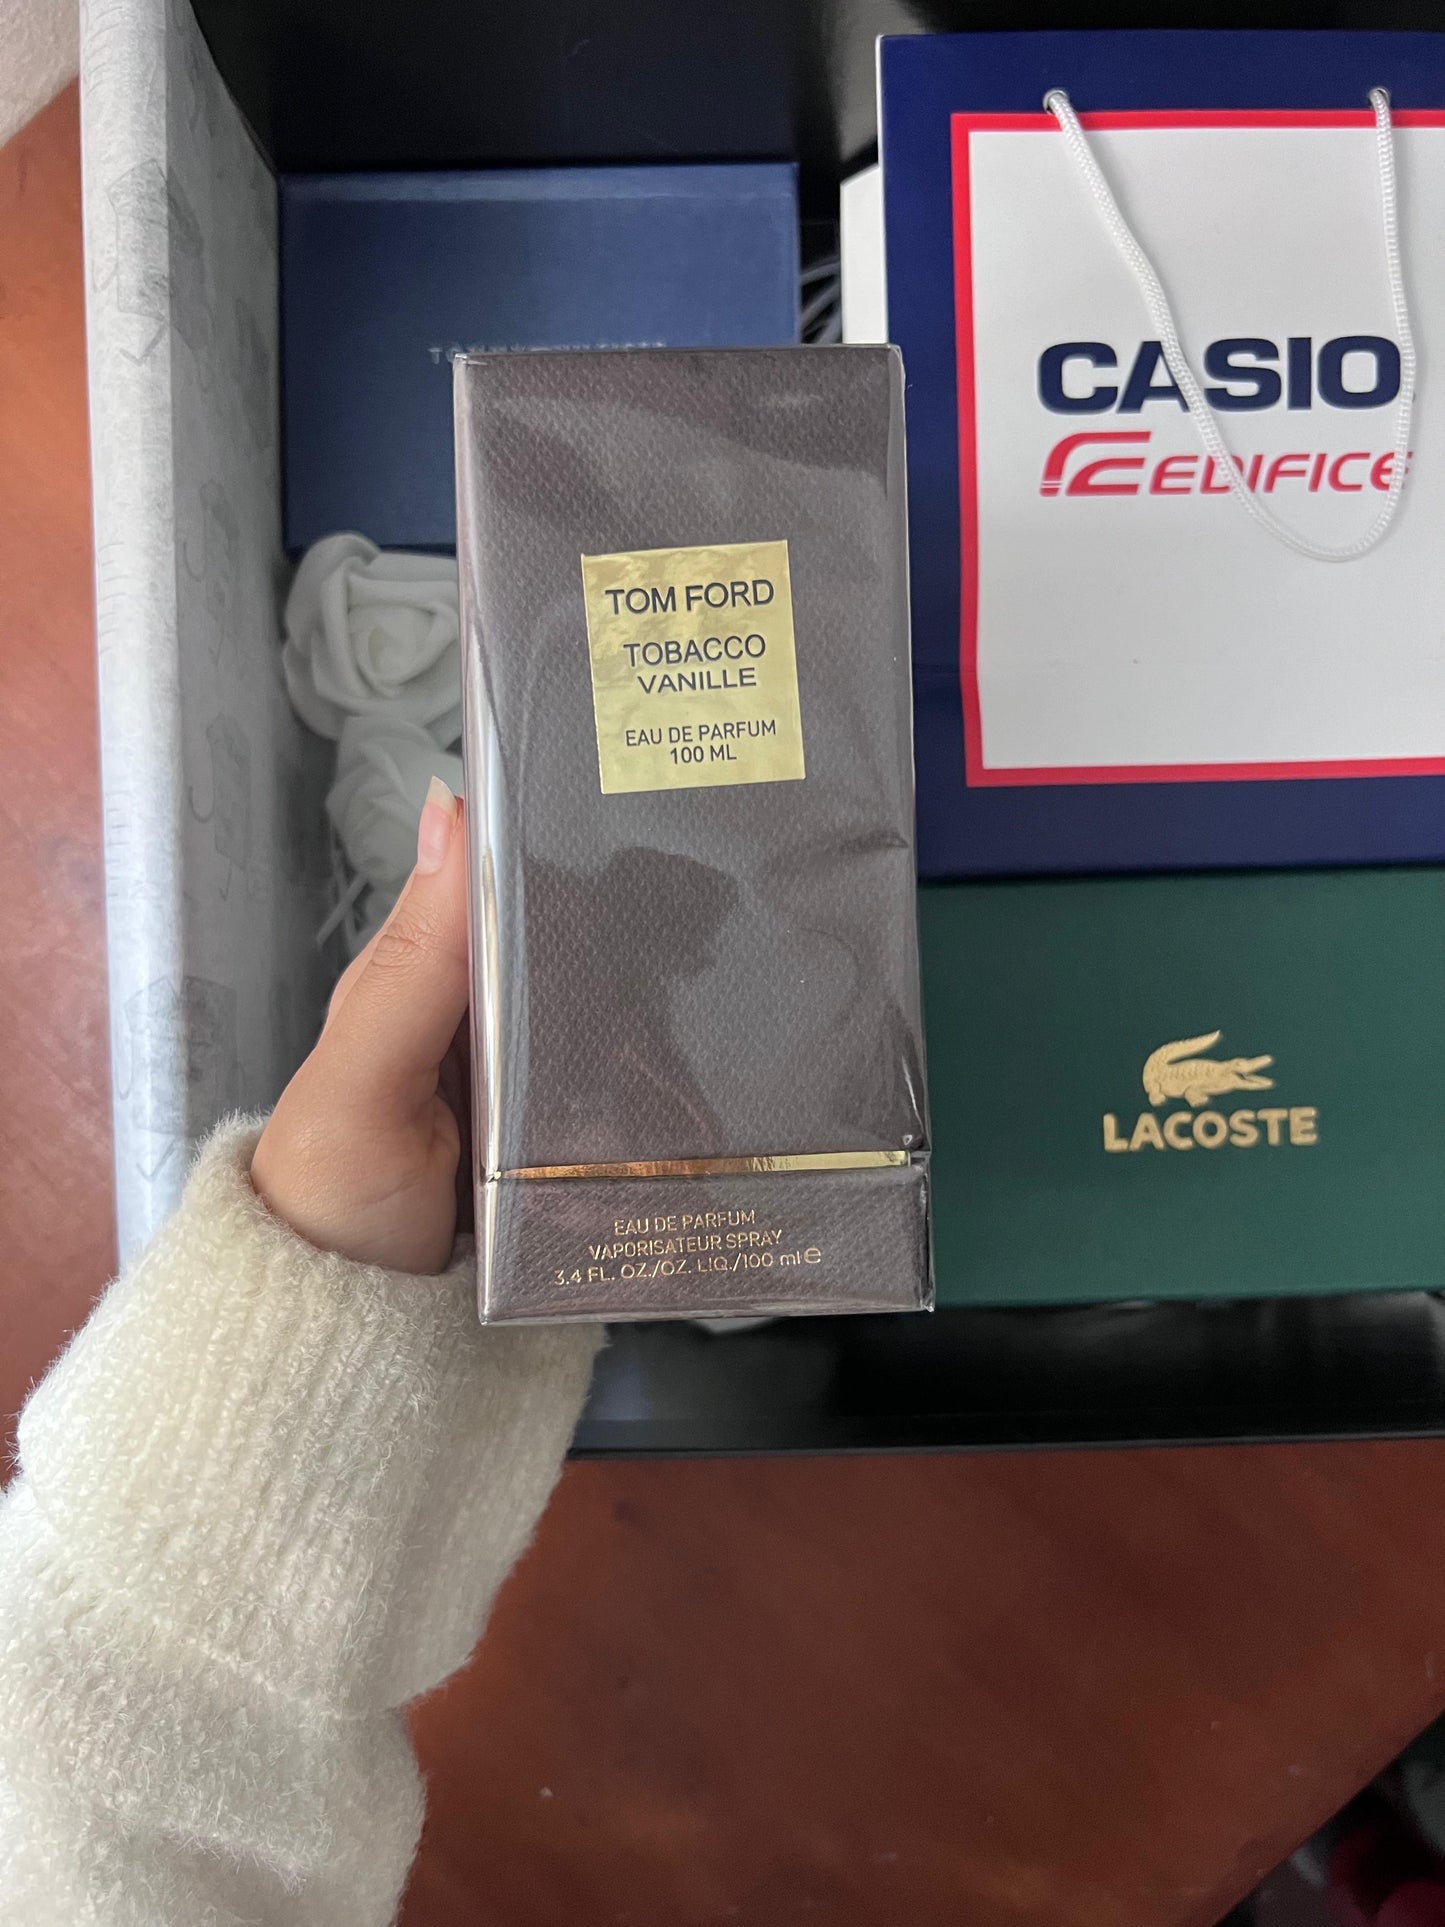 CASIO
EDIFICE
TOM FORD
TOBACCO
VANILLE
EAU DE PARFUM
100 ML
LACOSTE
EAU DE PARFUM
VAPORISATEUR SPRAY
3.4 FL. OZ./OZ. LIQ./100 ml e